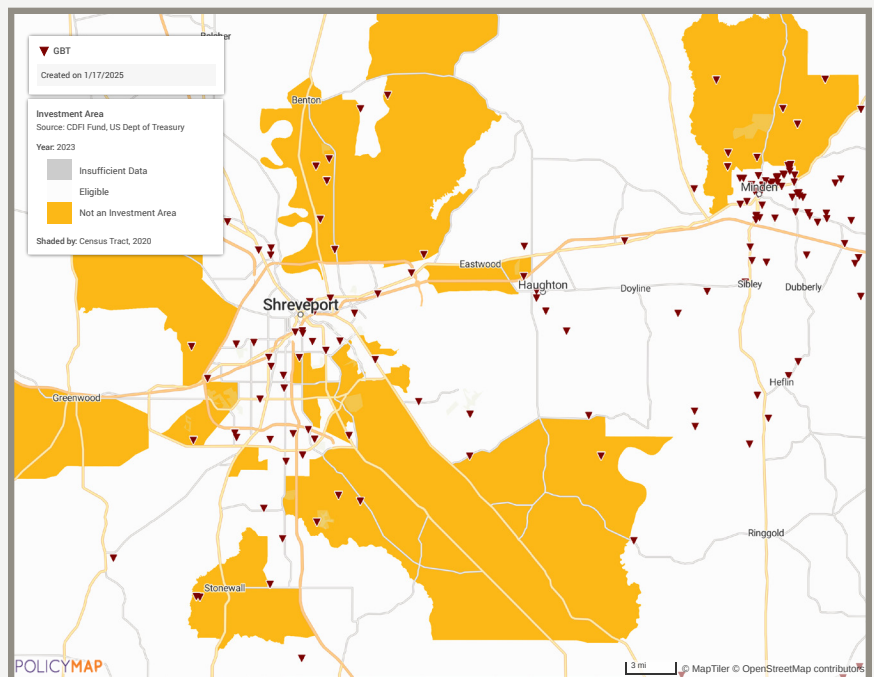 Belcher
GBT
Created on 1/17/2025
Investment Area
Source: CDFI Fund, US Dept of Treasury
Year: 2023
Insufficient Data
Eligible
Not an Investment Area
Shaded by: Census Tract, 2020
Benton
Minden
Eastwood
Haughton
Doyline
Sibley
Dubberly
Shreveport
Heflin
Greenwood
Ringgold
Stonewall
POLICYMAP
3 mi
© MapTiler © OpenStreetMap contributors